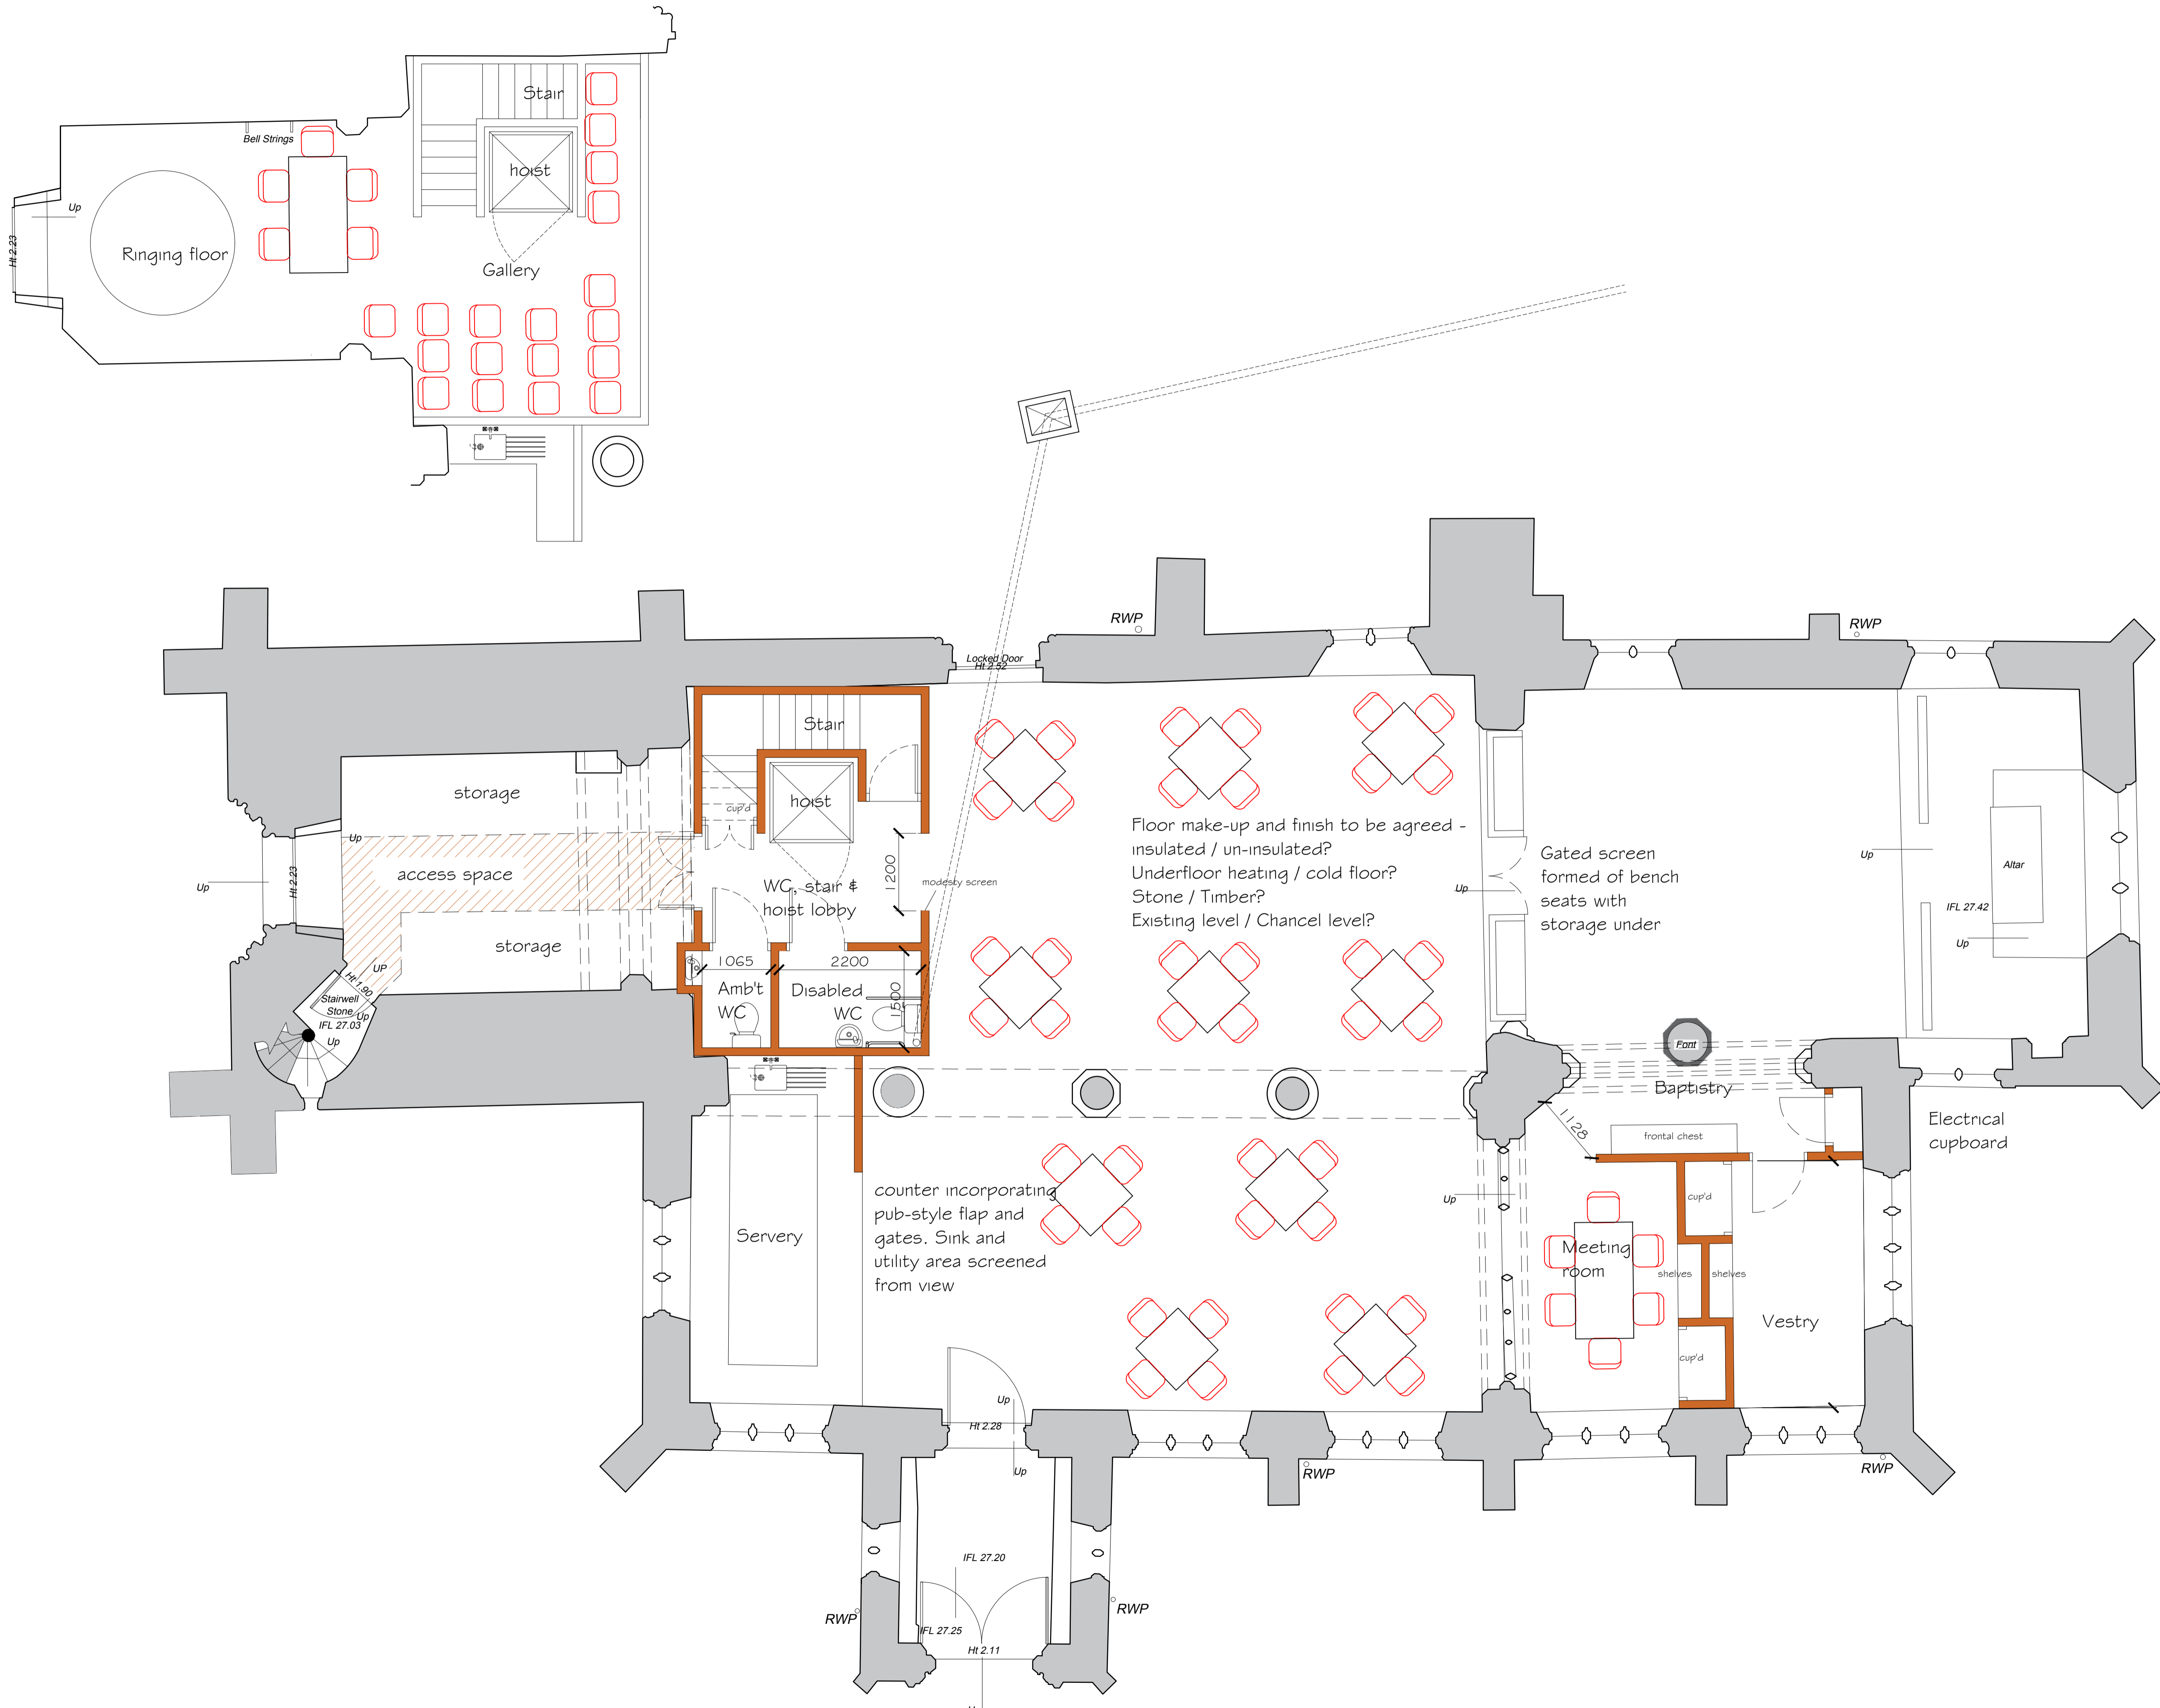 Stair
Bell Strings
hoist
Up
Ht 2.23
Ringing floor
Gallery
RWP
RWP
Locked Door
Ht 2.52
Stair
storage
hoist
cup'd
Up
Floor make-up and finish to be agreed -
insulated / un-insulated?
Underfloor heating / cold floor?
Stone / Timber?
Existing level / Chancel level?
Gated screen
formed of bench
seats with
storage under
Up
Up
Altar
IFL 27.42
Up
access space
Up
Ht 2.23
WC, stair &
hoist lobby
1200
modesty screen
storage
UP
Ht 1.90
Stairwell
Stone
Up
IFL 27.03
Up
1065
2200
Amb't
WC
Disabled
WC
1500
Font
Baptistry
1128
frontal chest
Electrical
cupboard
counter incorporating
pub-style flap and
gates. Sink and
utility area screened
from view
Servery
Up
cup'd
Meeting
room
shelves
shelves
Vestry
cup'd
Up
Ht 2.28
Up
RWP
RWP
IFL 27.20
RWP
RWP
IFL 27.25
Ht 2.11